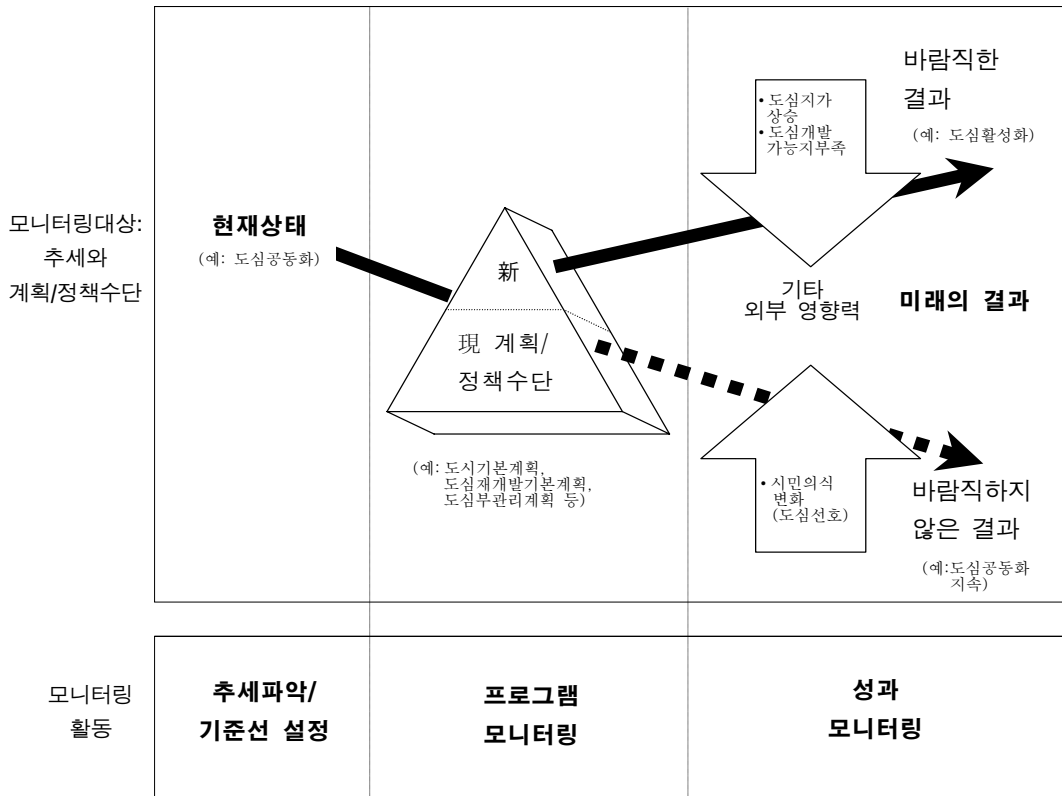 모니터링대상:
추세와
계획/정책수단
현재상태
(예: 도심공동화)
新
現 계획/
정책수단
(예: 도시기본계획,
도심재개발기본계획,
도심부관리계획 등)
• 도심지가
상승
• 도심개발
가능지부족
바람직한
결과
(예: 도심활성화)
기타
외부 영향력
미래의 결과
• 시민의식
변화
(도심선호)
바람직하지
않은 결과
(예:도심공동화
지속)
모니터링
활동
추세파악/
기준선 설정
프로그램
모니터링
성과
모니터링